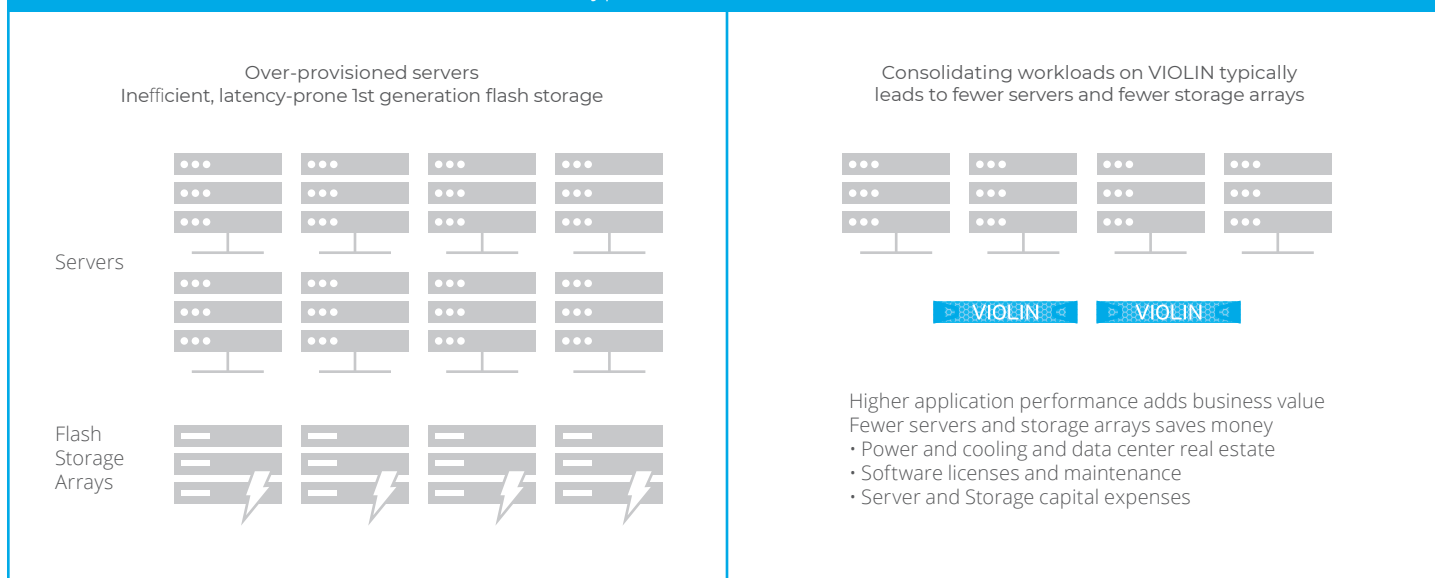 Over-provisioned servers
Inefficient, latency-prone 1st generation flash storage
Servers
Flash
Storage
Arrays
Consolidating workloads on VIOLIN typically
leads to fewer servers and fewer storage arrays
VIOLIN
VIOLIN
Higher application performance adds business value
Fewer servers and storage arrays saves money
• Power and cooling and data center real estate
• Software licenses and maintenance
• Server and Storage capital expenses